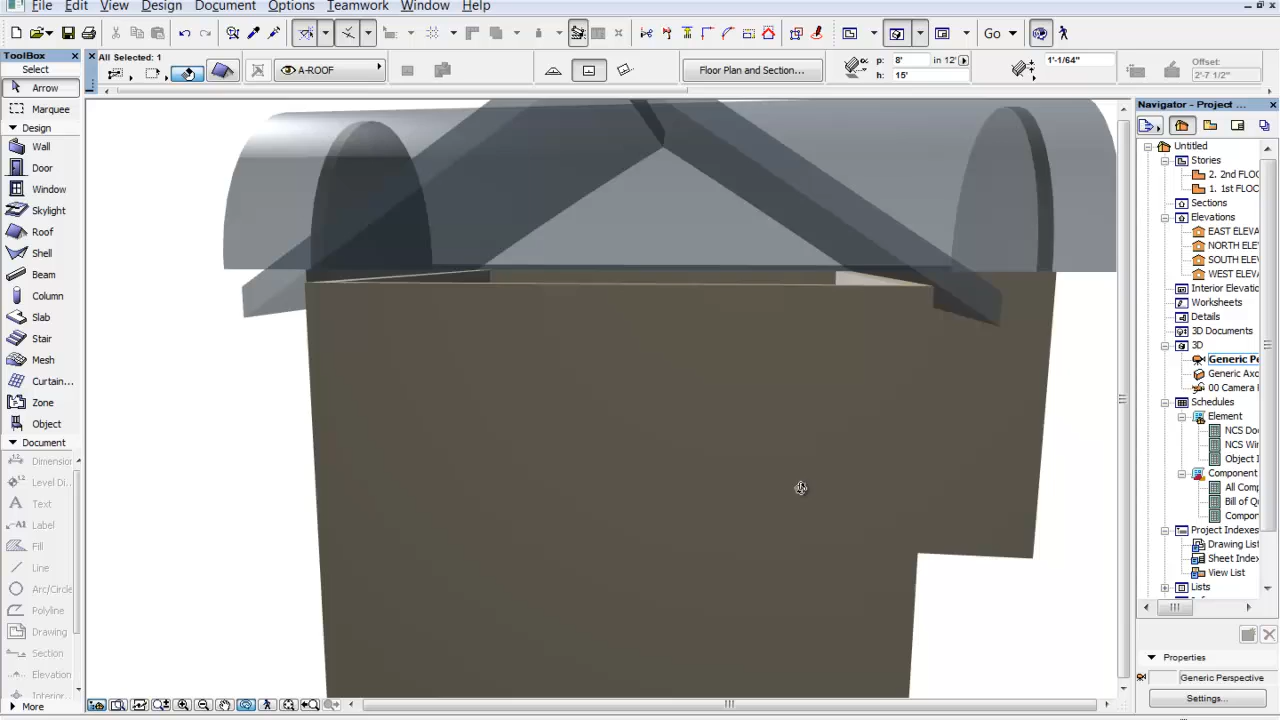 File Edit View Design Document Options Teamwork Window Help
Go
ToolBox
Select
Arrow
Marquee
Design
Wall
Door
Window
Skylight
Roof
Shell
Beam
Column
Slab
Stair
Mesh
Curtain...
Zone
Object
Document
Dimension
Level Di...
Text
Label
Fill
Line
Arc/Circle
Polyline
Drawing
Section
Elevation
Interior...
More
All Selected: 1
A-ROOF
Floor Plan and Section...
p: 8' in 12'
h: 15'
1'-1/64"
Offset:
2'-7 1/2"
Navigator - Project ...
Untitled
Stories
2. 2nd FLOO
1. 1st FLOO
Sections
Elevations
EAST ELEVA
NORTH ELEV
SOUTH ELEV
WEST ELEV
Interior Elevatio
Worksheets
Details
3D Documents
3D
Generic Pe
Generic Axo
00 Camera
Schedules
Element
NCS Do
NCS Wi
Object I
Component
All Comp
Bill of Q
Compon
Project Indexes
Drawing List
Sheet Index
View List
Lists
Properties
Generic Perspective
Settings...